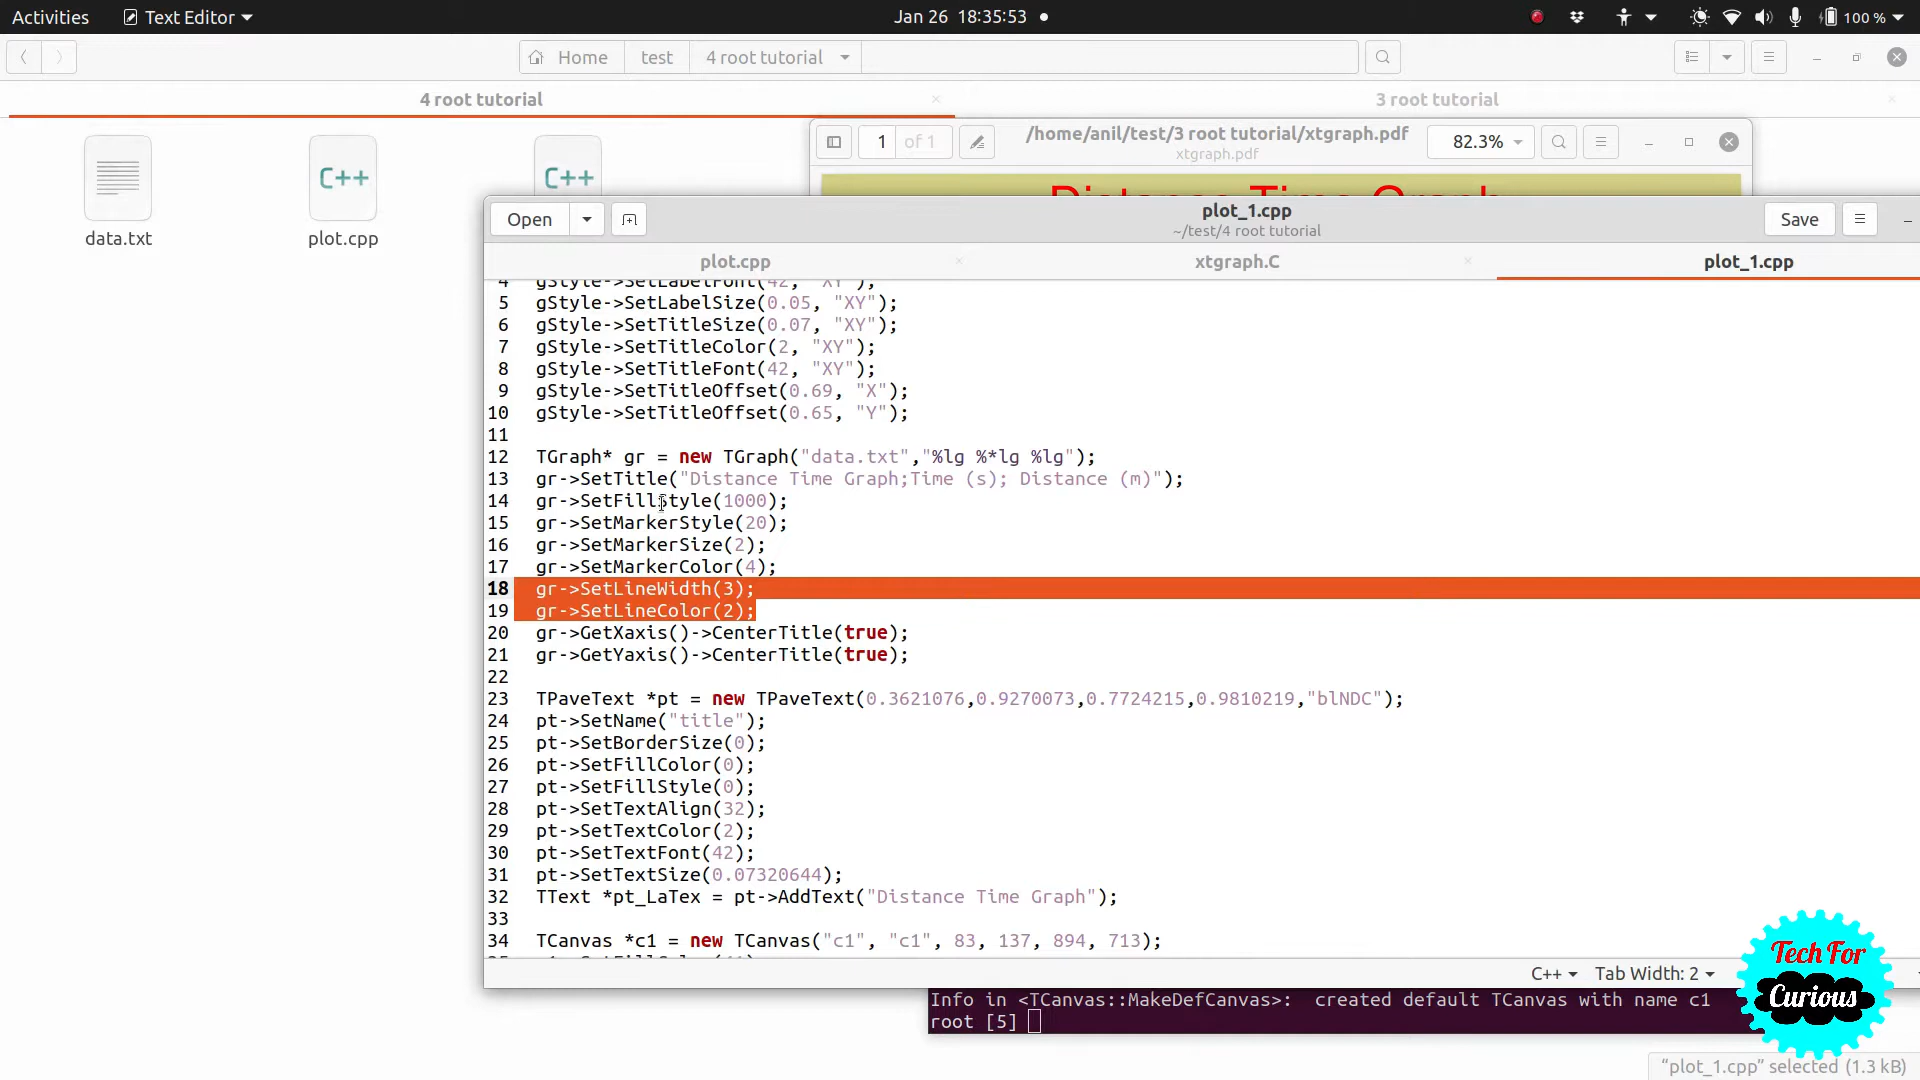 Activities Text Editor Jan 26 18:35:53 100 %
Home test 4 root tutorial
4 root tutorial 3 root tutorial
C++ C++
data.txt plot.cpp
1 of 1 /home/anil/test/3 root tutorial/xtgraph.pdf 82.3%
xtgraph.pdf
Distance Time Graph
Open plot_1.cpp Save
~/test/4 root tutorial
plot.cpp xtgraph.C plot_1.cpp
4 gStyle->SetLabelFont(42, "XY");
5 gStyle->SetLabelSize(0.05, "XY");
6 gStyle->SetTitleSize(0.07, "XY");
7 gStyle->SetTitleColor(2, "XY");
8 gStyle->SetTitleFont(42, "XY");
9 gStyle->SetTitleOffset(0.69, "X");
10 gStyle->SetTitleOffset(0.65, "Y");
11
12 TGraph* gr = new TGraph("data.txt","%lg %*lg %lg");
13 gr->SetTitle("Distance Time Graph;Time (s); Distance (m)");
14 gr->SetFillStyle(1000);
15 gr->SetMarkerStyle(20);
16 gr->SetMarkerSize(2);
17 gr->SetMarkerColor(4);
18 gr->SetLineWidth(3);
19 gr->SetLineColor(2);
20 gr->GetXaxis()->CenterTitle(true);
21 gr->GetYaxis()->CenterTitle(true);
22
23 TPaveText *pt = new TPaveText(0.3621076,0.9270073,0.7724215,0.9810219,"blNDC");
24 pt->SetName("title");
25 pt->SetBorderSize(0);
26 pt->SetFillColor(0);
27 pt->SetFillStyle(0);
28 pt->SetTextAlign(32);
29 pt->SetTextColor(2);
30 pt->SetTextFont(42);
31 pt->SetTextSize(0.07320644);
32 TText *pt_LaTex = pt->AddText("Distance Time Graph");
33
34 TCanvas *c1 = new TCanvas("c1", "c1", 83, 137, 894, 713);
C++ Tab Width: 2
Info in <TCanvas::MakeDefCanvas>: created default TCanvas with name c1
root [5]
Tech For
Curious
"plot_1.cpp" selected (1.3 kB)